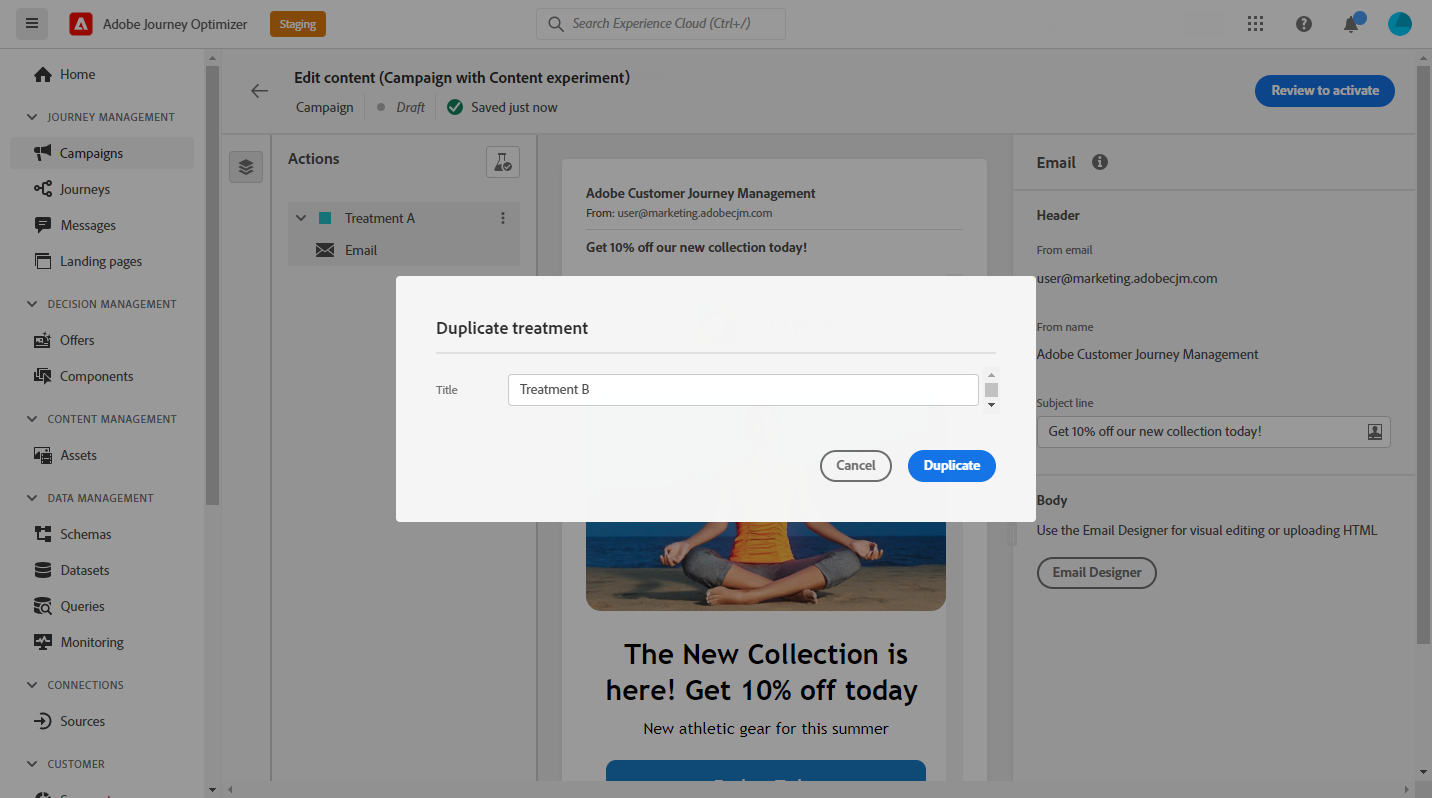 Adobe Journey Optimizer
Staging
Search Experience Cloud (Ctrl+/)
Home
JOURNEY MANAGEMENT
Campaigns
Journeys
Messages
Landing pages
DECISION MANAGEMENT
Offers
Components
CONTENT MANAGEMENT
Assets
DATA MANAGEMENT
Schemas
Datasets
Queries
Monitoring
CONNECTIONS
Sources
CUSTOMER
Edit content (Campaign with Content experiment)
Campaign
Draft
Saved just now
Review to activate
Actions
Treatment A
Email
Adobe Customer Journey Management
From: user@marketing.adobecjm.com
Get 10% off our new collection today!
Duplicate treatment
Title
Treatment B
Cancel
Duplicate
The New Collection is
here! Get 10% off today
New athletic gear for this summer
Email
Header
From email
user@marketing.adobecjm.com
From name
Adobe Customer Journey Management
Subject line
Get 10% off our new collection today!
Body
Use the Email Designer for visual editing or uploading HTML
Email Designer